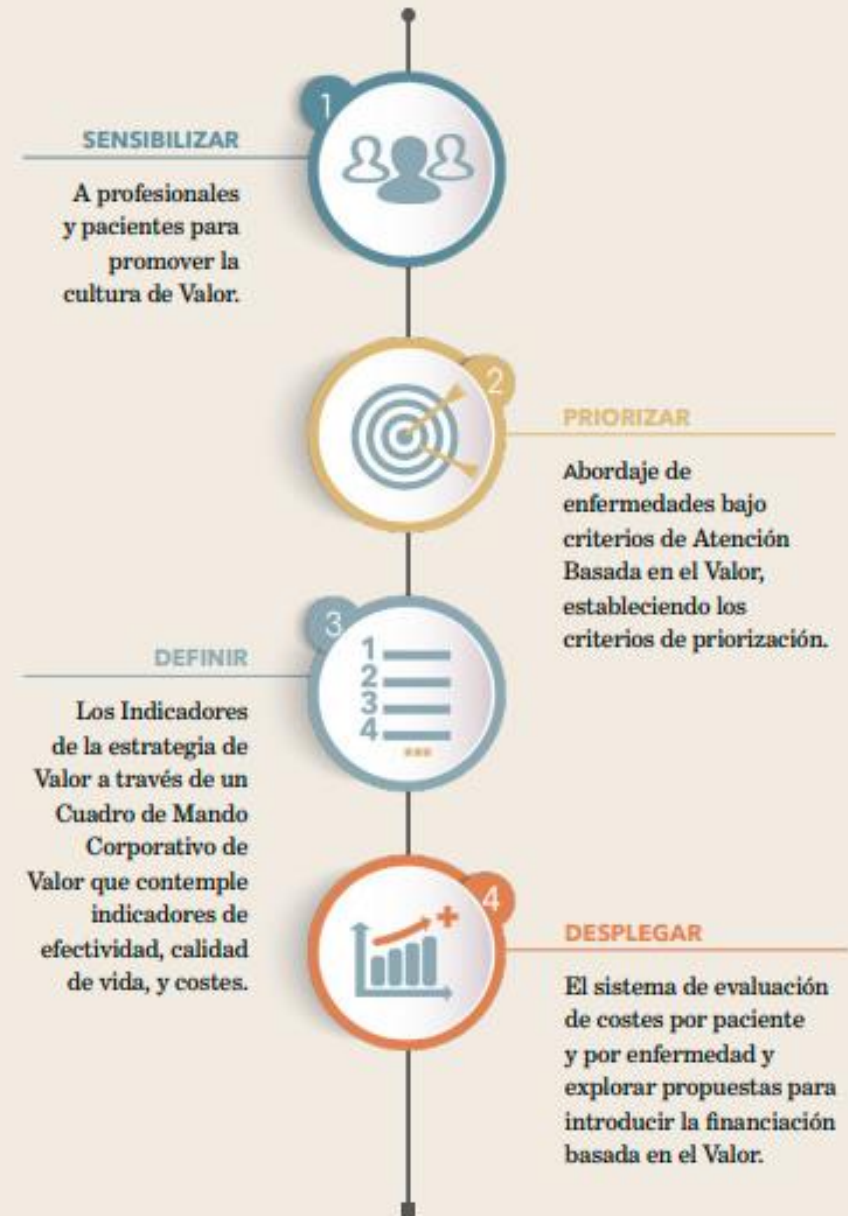 1
SENSIBILIZAR
A profesionales
y pacientes para
promover la
cultura de Valor.
2
PRIORIZAR
Abordaje de
enfermedades bajo
criterios de Atención
Basada en el Valor,
estableciendo los
criterios de priorización.
3
1
2
3
4
DEFINIR
Los Indicadores
de la estrategia de
Valor a través de un
Cuadro de Mando
Corporativo de
Valor que contemple
indicadores de
efectividad, calidad
de vida, y costes.
4
DESPLEGAR
El sistema de evaluación
de costes por paciente
y por enfermedad y
explorar propuestas para
introducir la financiación
basada en el Valor.